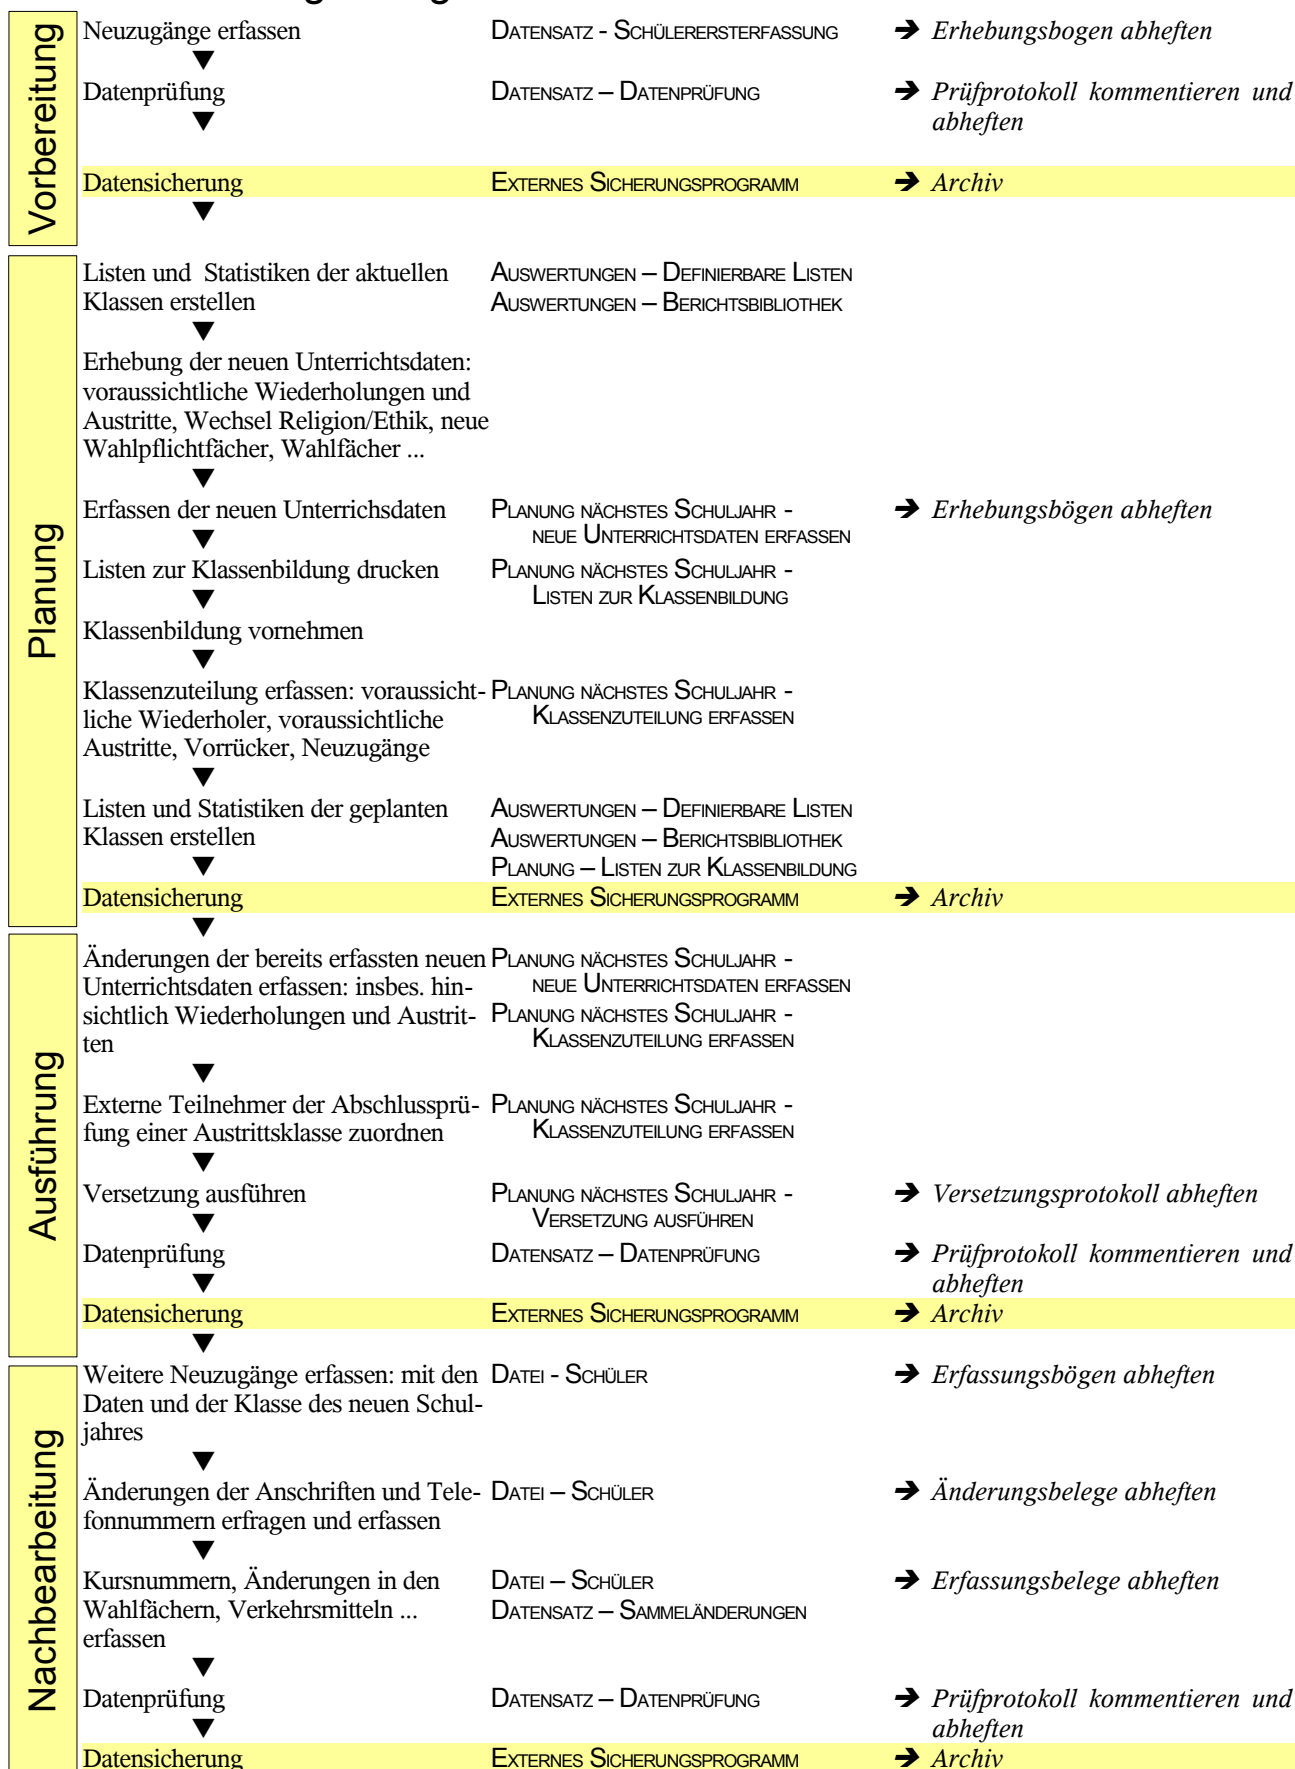 Vorbereitung
Neuzugänge erfassen DATENSATZ - SCHÜLERERSTERFASSUNG ➔ Erhebungsbogen abheften
▼
Datenprüfung DATENSATZ – DATENPRÜFUNG ➔ Prüfprotokoll kommentieren und
abheften
▼
Datensicherung EXTERNES SICHERUNGSPROGRAMM ➔ Archiv
▼
Planung
Listen und Statistiken der aktuellen AUSWERTUNGEN – DEFINIERBARE LISTEN
Klassen erstellen AUSWERTUNGEN – BERICHTSBIBLIOTHEK
▼
Erhebung der neuen Unterrichtsdaten:
voraussichtliche Wiederholungen und
Austritte, Wechsel Religion/Ethik, neue
Wahlpflichtfächer, Wahlfächer ...
▼
Erfassen der neuen Unterrichsdaten PLANUNG NÄCHSTES SCHULJAHR - ➔ Erhebungsbögen abheften
NEUE UNTERRICHTSDATEN ERFASSEN
▼
Listen zur Klassenbildung drucken PLANUNG NÄCHSTES SCHULJAHR -
LISTEN ZUR KLASSENBILDUNG
▼
Klassenbildung vornehmen
▼
Klassenzuteilung erfassen: voraussicht- PLANUNG NÄCHSTES SCHULJAHR -
liche Wiederholer, voraussichtliche KLASSENZUTEILUNG ERFASSEN
Austritte, Vorrücker, Neuzugänge
▼
Listen und Statistiken der geplanten AUSWERTUNGEN – DEFINIERBARE LISTEN
Klassen erstellen AUSWERTUNGEN – BERICHTSBIBLIOTHEK
▼ PLANUNG – LISTEN ZUR KLASSENBILDUNG
Datensicherung EXTERNES SICHERUNGSPROGRAMM ➔ Archiv
▼
Ausführung
Änderungen der bereits erfassten neuen PLANUNG NÄCHSTES SCHULJAHR -
Unterrichtsdaten erfassen: insbes. hin- NEUE UNTERRICHTSDATEN ERFASSEN
sichtlich Wiederholungen und Austrit- PLANUNG NÄCHSTES SCHULJAHR -
ten KLASSENZUTEILUNG ERFASSEN
▼
Externe Teilnehmer der Abschlussprü- PLANUNG NÄCHSTES SCHULJAHR -
fung einer Austrittsklasse zuordnen KLASSENZUTEILUNG ERFASSEN
▼
Versetzung ausführen PLANUNG NÄCHSTES SCHULJAHR - ➔ Versetzungsprotokoll abheften
VERSETZUNG AUSFÜHREN
▼
Datenprüfung DATENSATZ – DATENPRÜFUNG ➔ Prüfprotokoll kommentieren und
abheften
▼
Datensicherung EXTERNES SICHERUNGSPROGRAMM ➔ Archiv
▼
Nachbearbeitung
Weitere Neuzugänge erfassen: mit den DATEI - SCHÜLER ➔ Erfassungsbögen abheften
Daten und der Klasse des neuen Schul-
jahres
▼
Änderungen der Anschriften und Tele- DATEI – SCHÜLER ➔ Änderungsbelege abheften
fonnummern erfragen und erfassen
▼
Kursnummern, Änderungen in den DATEI – SCHÜLER ➔ Erfassungsbelege abheften
Wahlfächern, Verkehrsmitteln ... DATENSATZ – SAMMELÄNDERUNGEN
erfassen
▼
Datenprüfung DATENSATZ – DATENPRÜFUNG ➔ Prüfprotokoll kommentieren und
abheften
▼
Datensicherung EXTERNES SICHERUNGSPROGRAMM ➔ Archiv